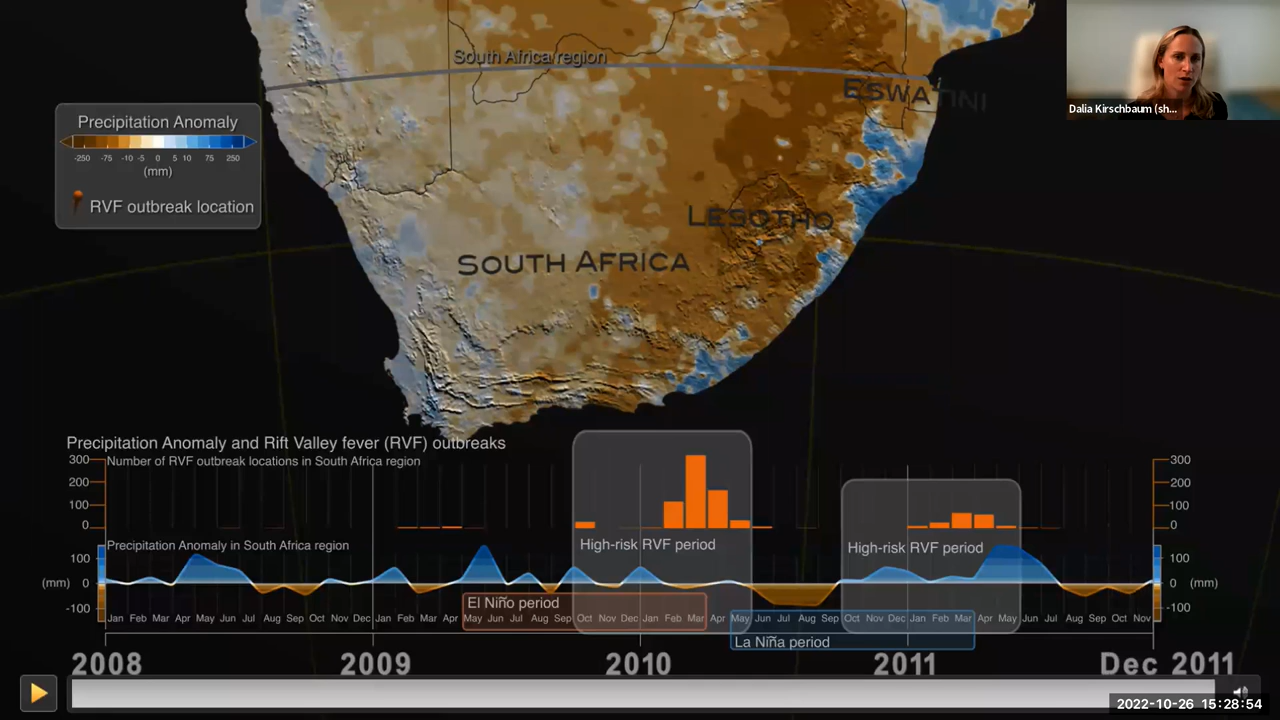 South Africa region
ESWATINI
Dalia Kirschbaum (sh...
Precipitation Anomaly
-250 -75 -10 -5 0 5 10 75 250
(mm)
RVF outbreak location
LESOTHO
SOUTH AFRICA
Precipitation Anomaly and Rift Valley fever (RVF) outbreaks
Number of RVF outbreak locations in South Africa region
300
200
100
0
300
200
100
0
High-risk RVF period
High-risk RVF period
Precipitation Anomaly in South Africa region
100
(mm) 0
-100
100
0 (mm)
-100
El Niño period
Jan Feb Mar Apr May Jun Jul Aug Sep Oct Nov Dec Jan Feb Mar Apr May Jun Jul Aug Sep Oct Nov Dec Jan Feb Mar Apr May Jun Jul Aug Sep Oct Nov Dec Jan Feb Mar Apr May Jun Jul Aug Sep Oct Nov
La Niña period
2008 2009 2010 2011 Dec 2011
2022-10-26 15:28:54